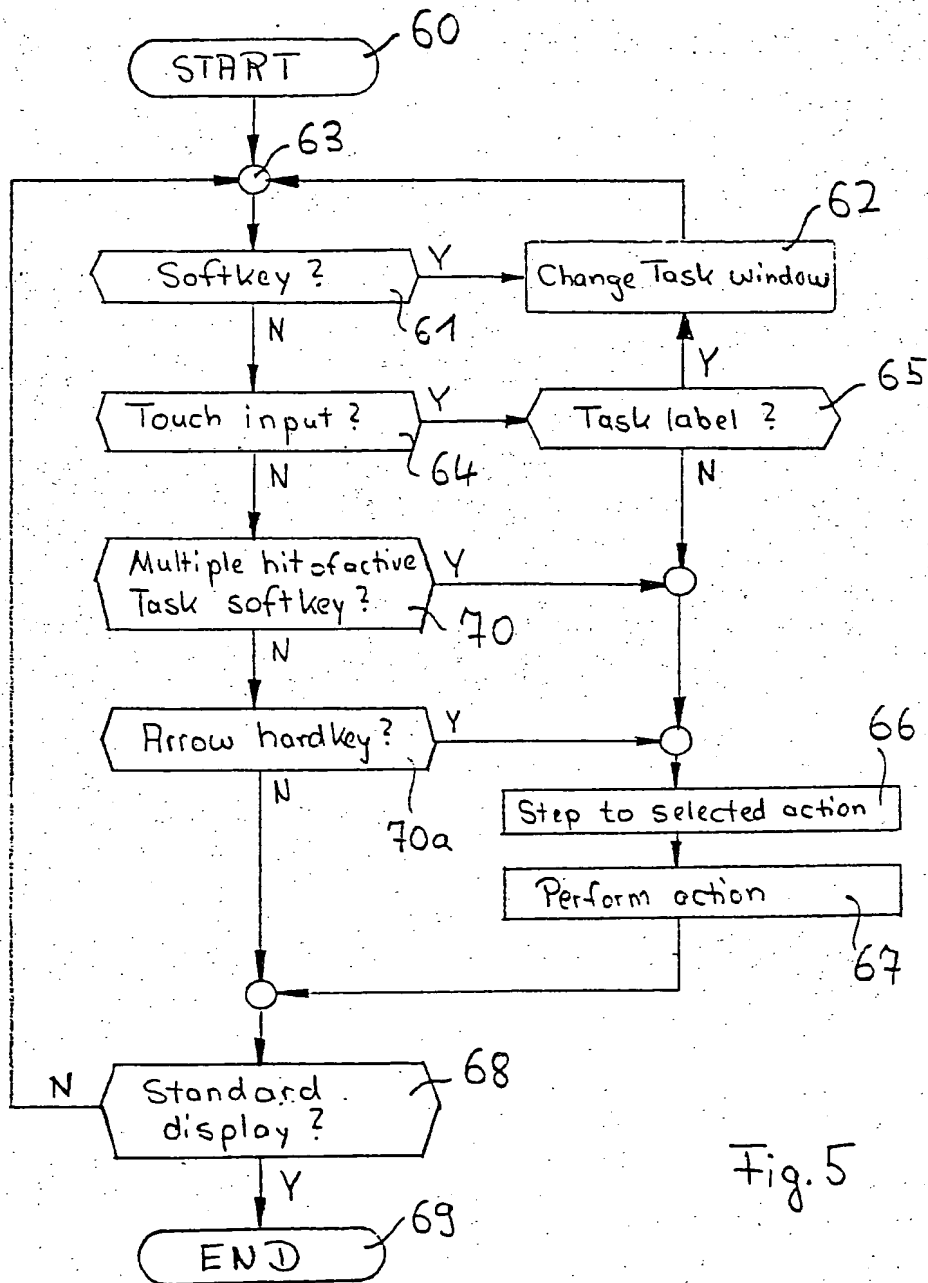 60
START
63
62
Softkey ?
Y
Change Task window
61
N
Y
65
Touch input ?
Y
Task label ?
64
N
N
Multiple hit of active
Task softkey ?
Y
70
N
Arrow hardkey ?
Y
66
N
70a
Step to selected action
Perform action
67
68
N
Standard
display ?
Y
Fig. 5
69
END